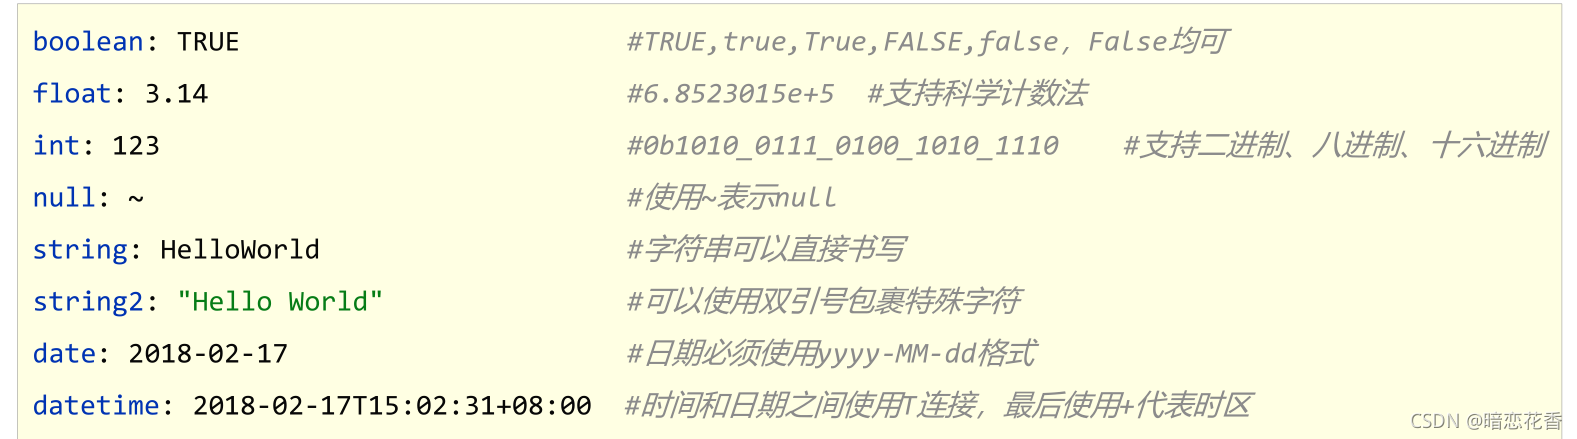 boolean: TRUE #TRUE,true,True,FALSE,false, False均可
float: 3.14 #6.8523015e+5 #支持科学计数法
int: 123 #0b1010_0111_0100_1010_1110 #支持二进制、八进制、十六进制
null: ~ #使用~表示null
string: HelloWorld #字符串可以直接书写
string2: "Hello World" #可以使用双引号包裹特殊字符
date: 2018-02-17 #日期必须使用yyyy-MM-dd格式
datetime: 2018-02-17T15:02:31+08:00 #时间和日期之间使用T连接，最后使用+代表时区
CSDN @暗恋花香